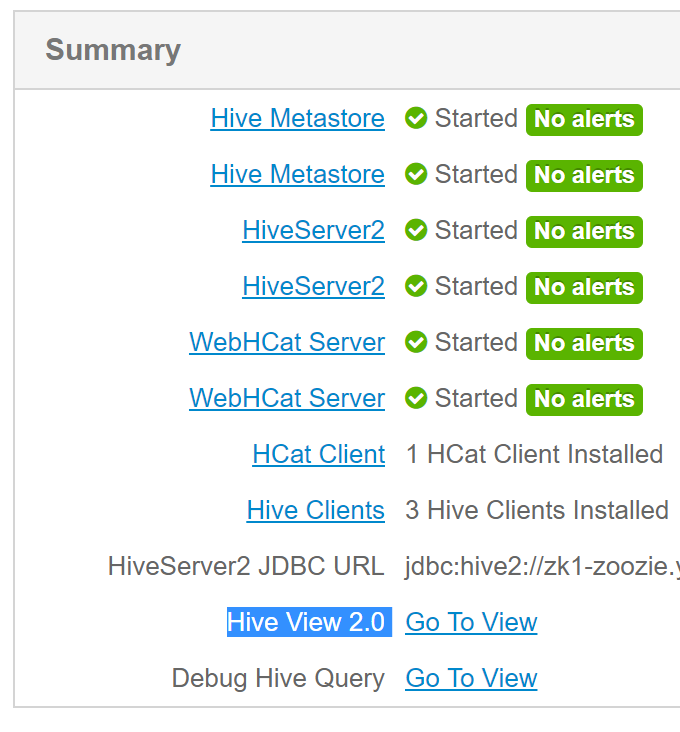 Summary
Hive Metastore Started No alerts
Hive Metastore Started No alerts
HiveServer2 Started No alerts
HiveServer2 Started No alerts
WebHCat Server Started No alerts
WebHCat Server Started No alerts
HCat Client 1 HCat Client Installed
Hive Clients 3 Hive Clients Installed
HiveServer2 JDBC URL jdbc:hive2://zk1-zoozie.y
Hive View 2.0 Go To View
Debug Hive Query Go To View